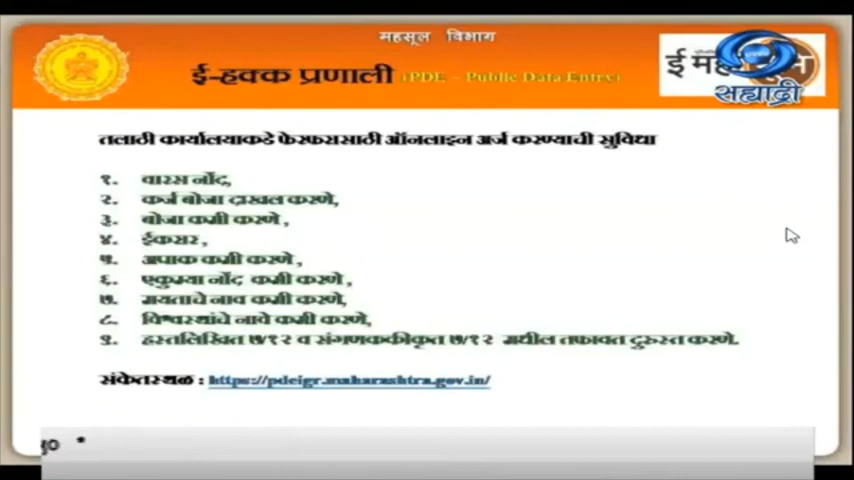 महसूल विभाग
ई-हक्क प्रणाली (PDE - Public Data Entry)
ई महसूल
सह्याद्री
तलाठी कार्यालयाकडे फेरफारासाठी ऑनलाइन अर्ज करण्याची सुविधा
१. वारस नोंद,
२. कर्ज बोजा दाखल करणे,
३. बोजा कमी करणे ,
४. ईकरार ,
५. अपाक कमी करणे ,
६. एकुम्या नोंद कमी करणे ,
७. मयताचे नाव कमी करणे,
८. विश्वस्थांचे नावे कमी करणे,
९. हस्तलिखित ७/१२ व संगणकीकृत ७/१२ मधील तफावत दुरुस्त करणे.
संकेतस्थळ : https://pdeigr.maharashtra.gov.in/